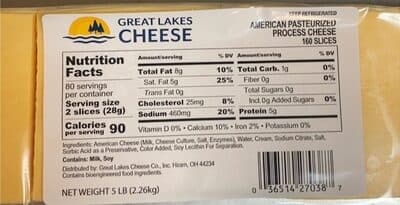 KEEP REFRIGERATED
GREAT LAKES
CHEESE
AMERICAN PASTEURIZED
PROCESS CHEESE
160 SLICES
Nutrition
Facts
80 servings
per container
Serving size
2 slices (28g)
Calories
per serving 90
Amount/serving % DV
Total Fat 8g 10%
Sat. Fat 5g 25%
Trans Fat 0g
Cholesterol 25mg 8%
Sodium 460mg 20%
Amount/serving % DV
Total Carb. 1g 0%
Fiber 0g 0%
Total Sugars 0g
Incl.0g Added Sugars 0%
Protein 5g
Vitamin D 0% • Calcium 10% • Iron 2% • Potassium 0%
Ingredients: American Cheese (Milk, Cheese Culture, Salt, Enzymes), Water, Cream, Sodium Citrate, Salt,
Sorbic Acid as a Preservative, Color Added, Soy Lecithin For Separation.
Contains: Milk, Soy
Distributed by: Great Lakes Cheese Co., Inc. Hiram, OH 44234
Contains bioengineered food ingredients.
NET WEIGHT 5 LB (2.26kg)
0 36514 27038 7